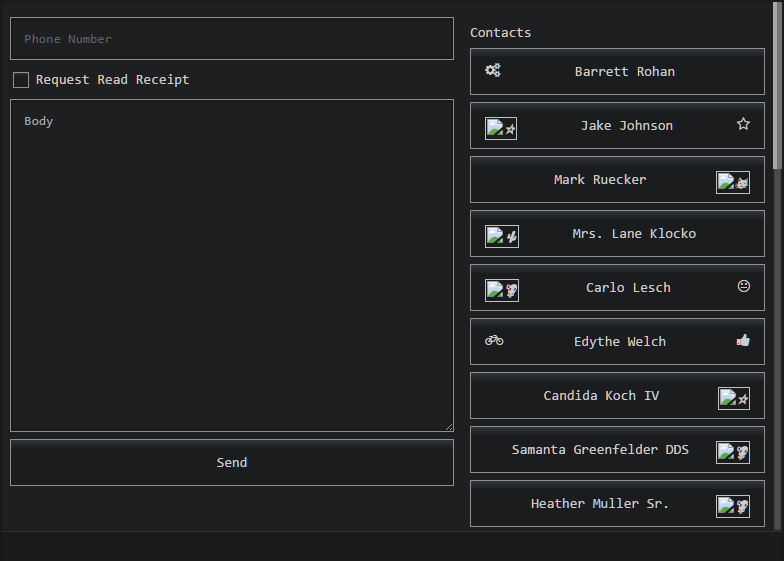 Phone Number
Request Read Receipt
Body
Send
Contacts
Barrett Rohan
Jake Johnson
Mark Ruecker
Mrs. Lane Klocko
Carlo Lesch
Edythe Welch
Candida Koch IV
Samanta Greenfelder DDS
Heather Muller Sr.